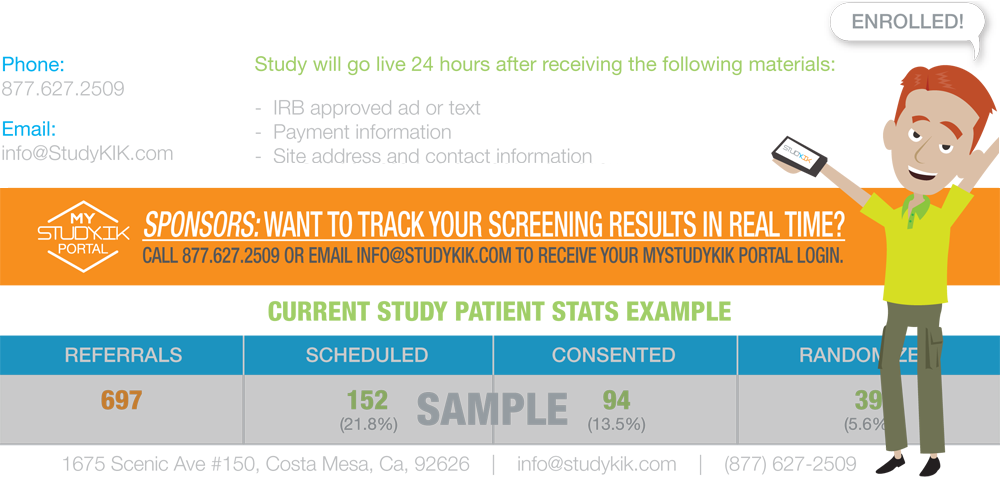 ENROLLED!
Phone:
877.627.2509
Email:
info@StudyKIK.com
Study will go live 24 hours after receiving the following materials:
- IRB approved ad or text
- Payment information
- Site address and contact information
STUDYKIK
MY
STUDYKIK
PORTAL
SPONSORS: WANT TO TRACK YOUR SCREENING RESULTS IN REAL TIME?
CALL 877.627.2509 OR EMAIL INFO@STUDYKIK.COM TO RECEIVE YOUR MYSTUDYKIK PORTAL LOGIN.
CURRENT STUDY PATIENT STATS EXAMPLE
REFERRALS SCHEDULED CONSENTED RANDOMIZE
697 152 94 39
(21.8%) (13.5%) (5.6%
SAMPLE
1675 Scenic Ave #150, Costa Mesa, Ca, 92626 | info@studykik.com | (877) 627-2509